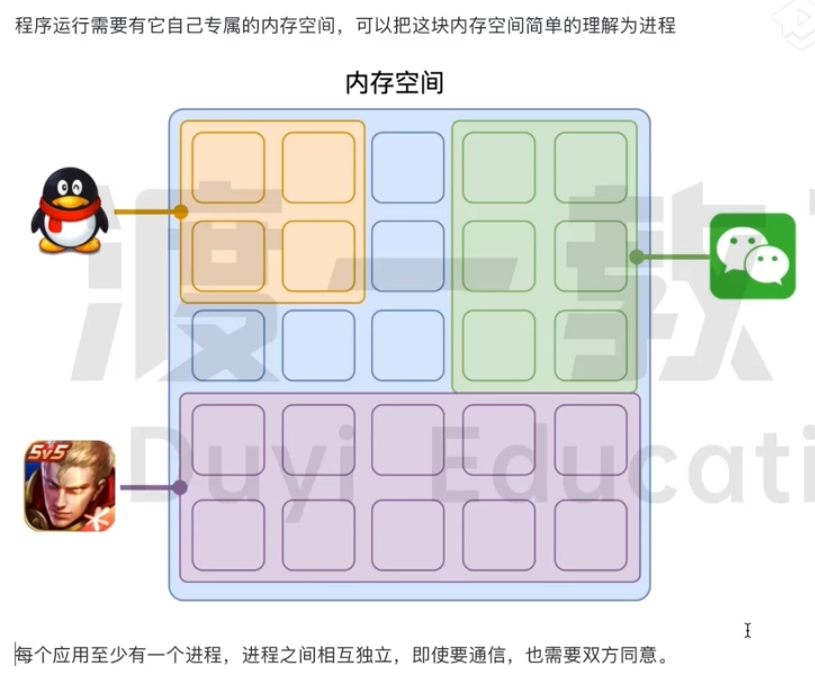 程序运行需要有它自己专属的内存空间，可以把这块内存空间简单的理解为进程
内存空间
渡一教
Duyi Educati
5v5
每个应用至少有一个进程，进程之间相互独立，即使要通信，也需要双方同意。